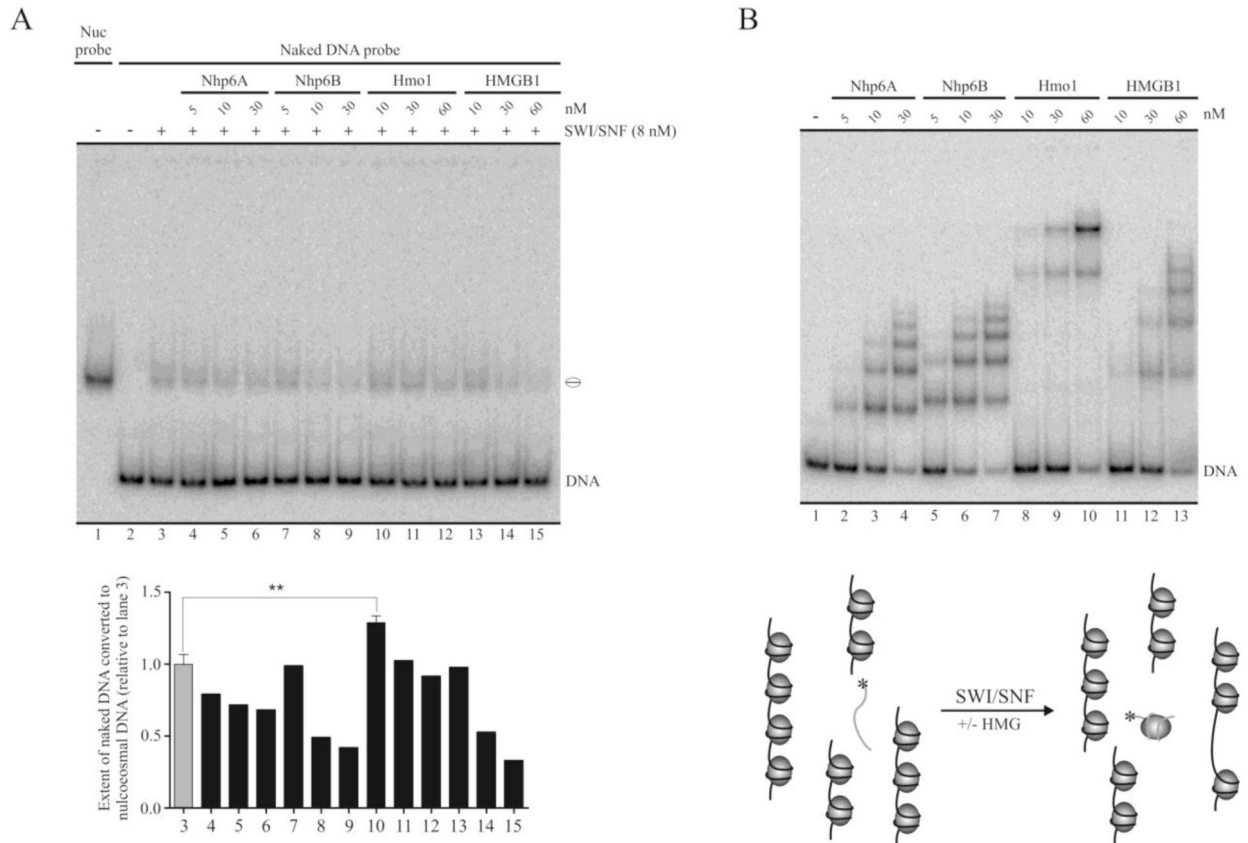 A
Nuc
probe
Naked DNA probe
Nhp6A Nhp6B Hmo1 HMGB1
5 10 30 5 10 30 10 30 60 10 30 60 nM
- - + + + + + + + + + + + + + SWI/SNF (8 nM)
DNA
1 2 3 4 5 6 7 8 9 10 11 12 13 14 15
Extent of naked DNA converted to
nulcoeosmal DNA (relative to lane 3)
1.5
1.0
0.5
0.0
**
3 4 5 6 7 8 9 10 11 12 13 14 15
B
Nhp6A Nhp6B Hmo1 HMGB1
- 5 10 30 5 10 30 10 30 60 10 30 60 nM
DNA
1 2 3 4 5 6 7 8 9 10 11 12 13
*
SWI/SNF
+/- HMG
*